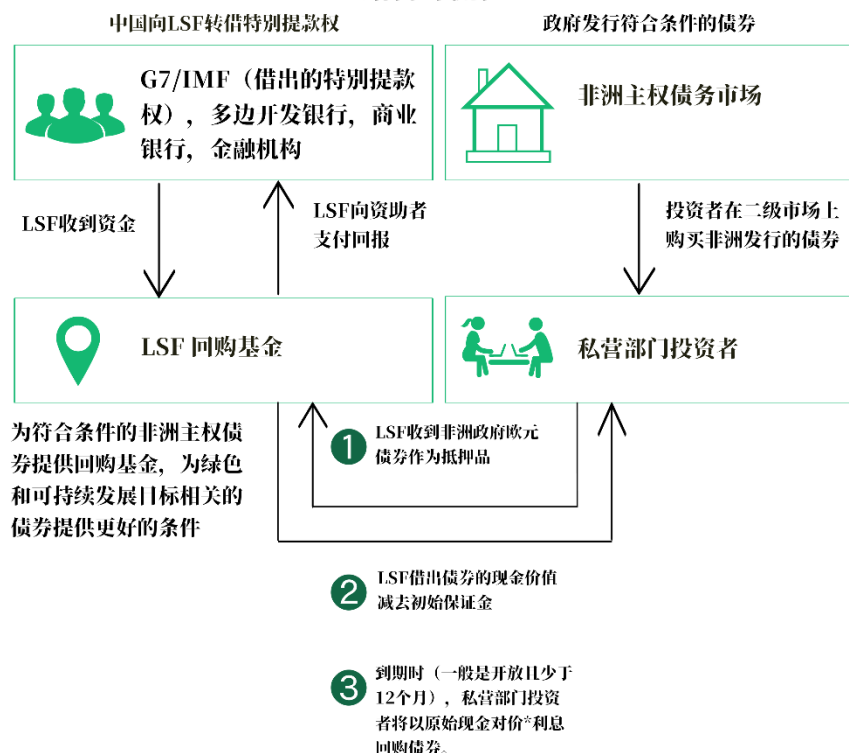 中国向LSF转借特别提款权
政府发行符合条件的债券
G7/IMF（借出的特别提款
权），多边开发银行，商业
银行，金融机构
非洲主权债务市场
LSF收到资金
LSF向资助者
支付回报
投资者在二级市场上
购买非洲发行的债券
LSF 回购基金
私营部门投资者
为符合条件的非洲主权债
券提供回购基金，为绿色
和可持续发展目标相关的
债券提供更好的条件
1
LSF收到非洲政府欧元
债券作为抵押品
2
LSF借出债券的现金价值
减去初始保证金
3
到期时（一般是开放且少于
12个月），私营部门投资
者将以原始现金对价*利息
回购债券。